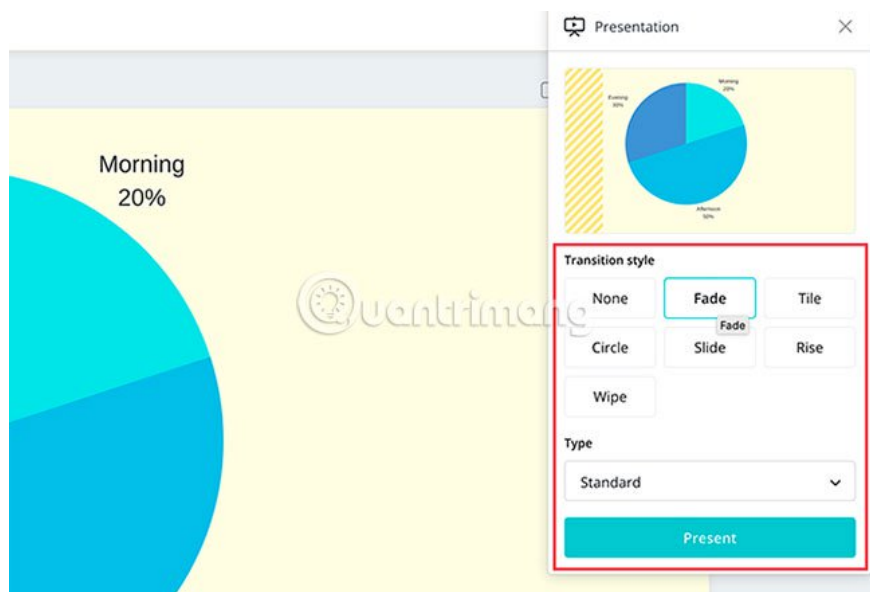 Presentation
Morning
20%
Evening
30%
Afternoon
50%
Morning
20%
Quantrimang
Transition style
None Fade Tile
Fade
Circle Slide Rise
Wipe
Type
Standard
Present